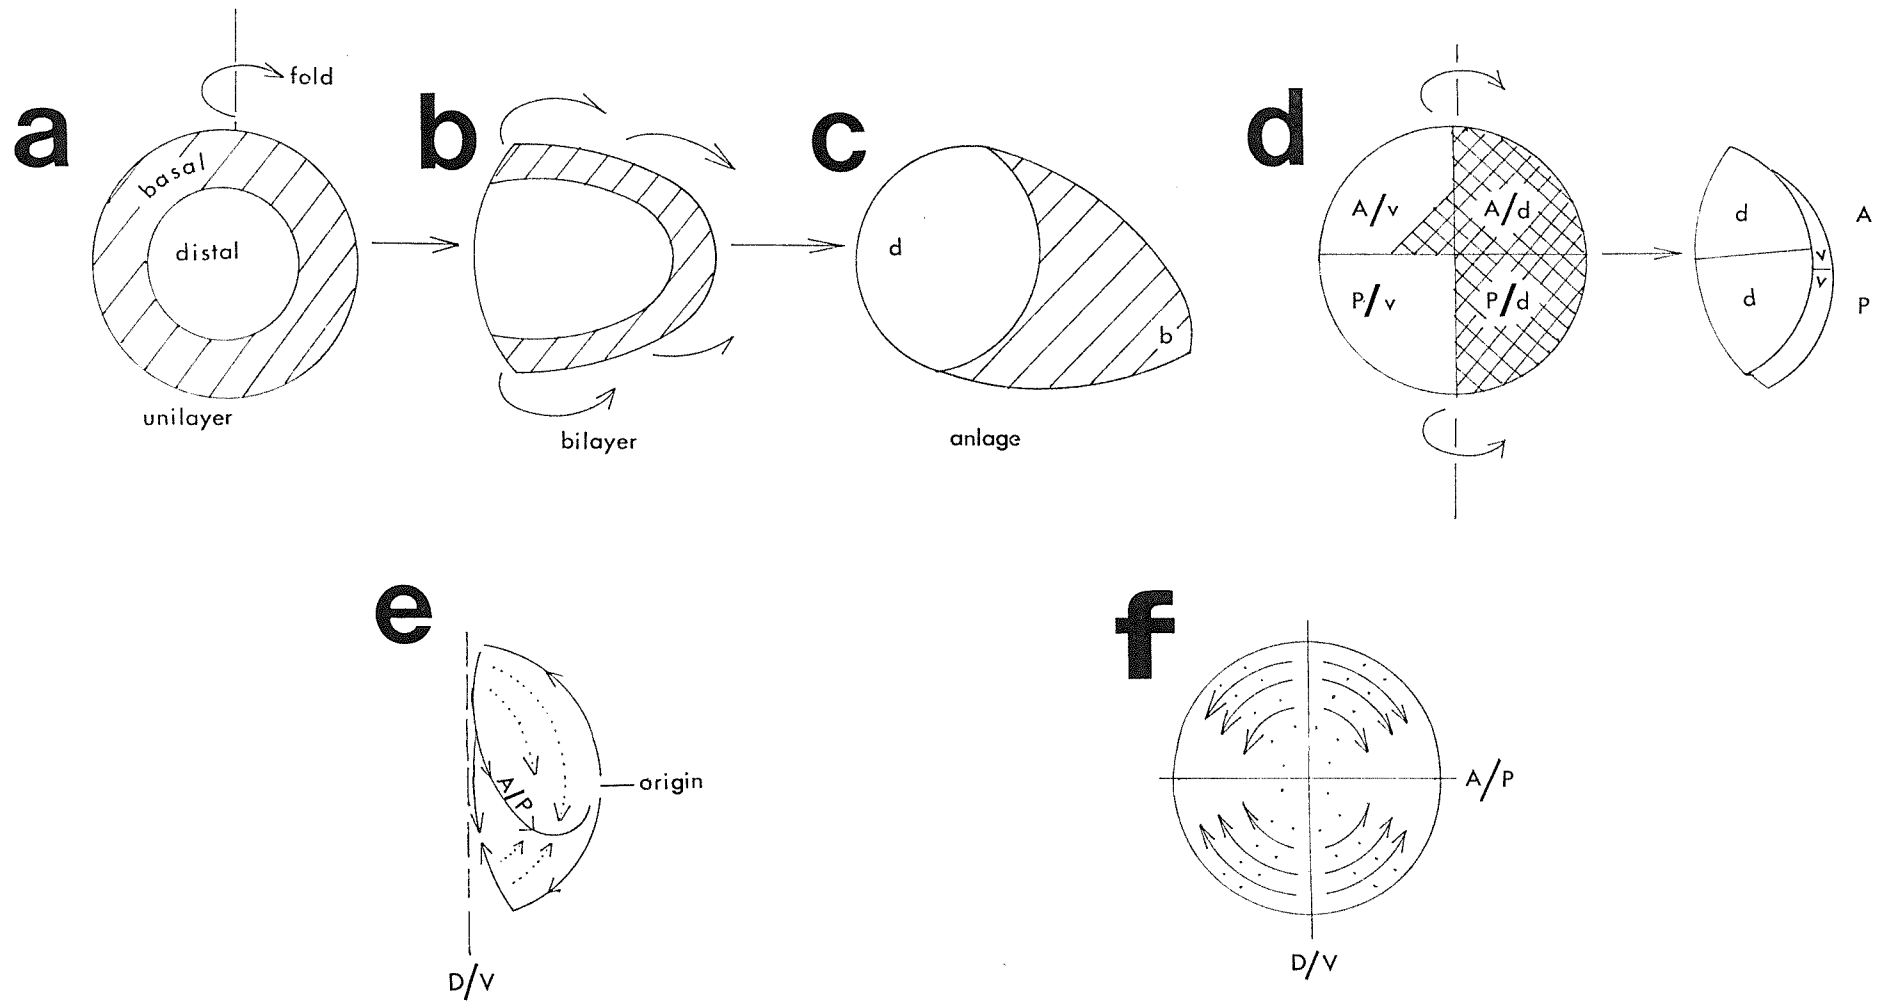 a
fold
basal
distal
unilayer
b
bilayer
c
d
b
anlage
d
A/v
A/d
P/v
P/d
d
A
v
v
d
P
e
A/P
origin
D/V
f
A/P
D/V